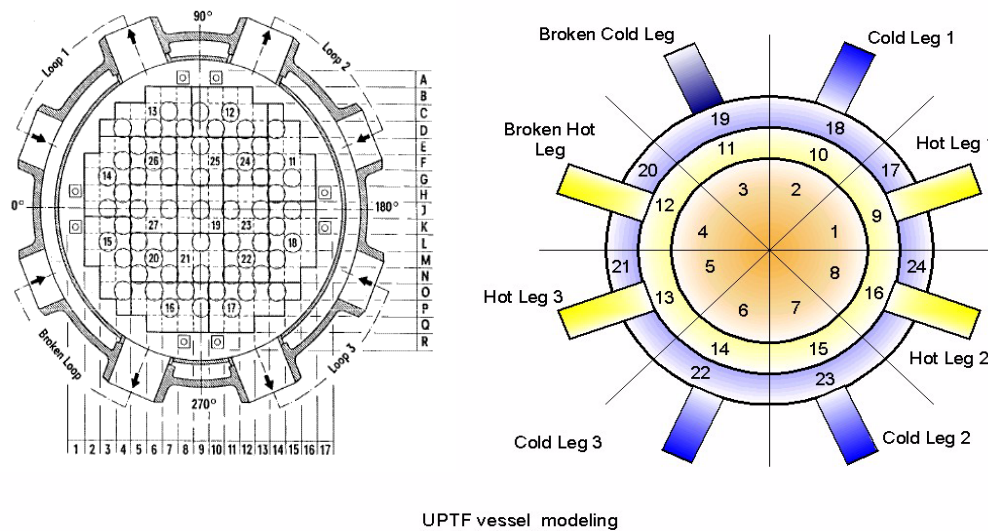 90°
Loop 1
Loop 2
A
B
C
D
E
F
G
H
J
K
L
M
N
O
P
Q
R
13
12
26
25
24
11
14
0°
180°
27
19
23
15
18
20
21
22
16
17
Broken Loop
Loop 3
270°
1 2 3 4 5 6 7 8 9 10 11 12 13 14 15 16 17
Broken Cold Leg
Cold Leg 1
Broken Hot
Leg
Hot Leg 1
19
18
20
11
10
17
3
2
12
9
4
1
21
5
8
24
Hot Leg 3
13
16
6
7
Hot Leg 2
14
15
22
23
Cold Leg 3
Cold Leg 2
UPTF vessel modeling